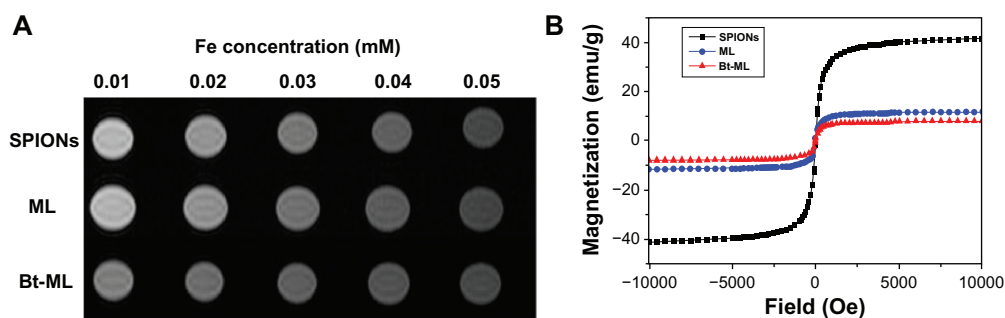 A
Fe concentration (mM)
0.01 0.02 0.03 0.04 0.05
SPIONs
ML
Bt-ML
B
Magnetization (emu/g)
40
20
0
−20
−40
SPIONs
ML
Bt-ML
−10000 −5000 0 5000 10000
Field (Oe)